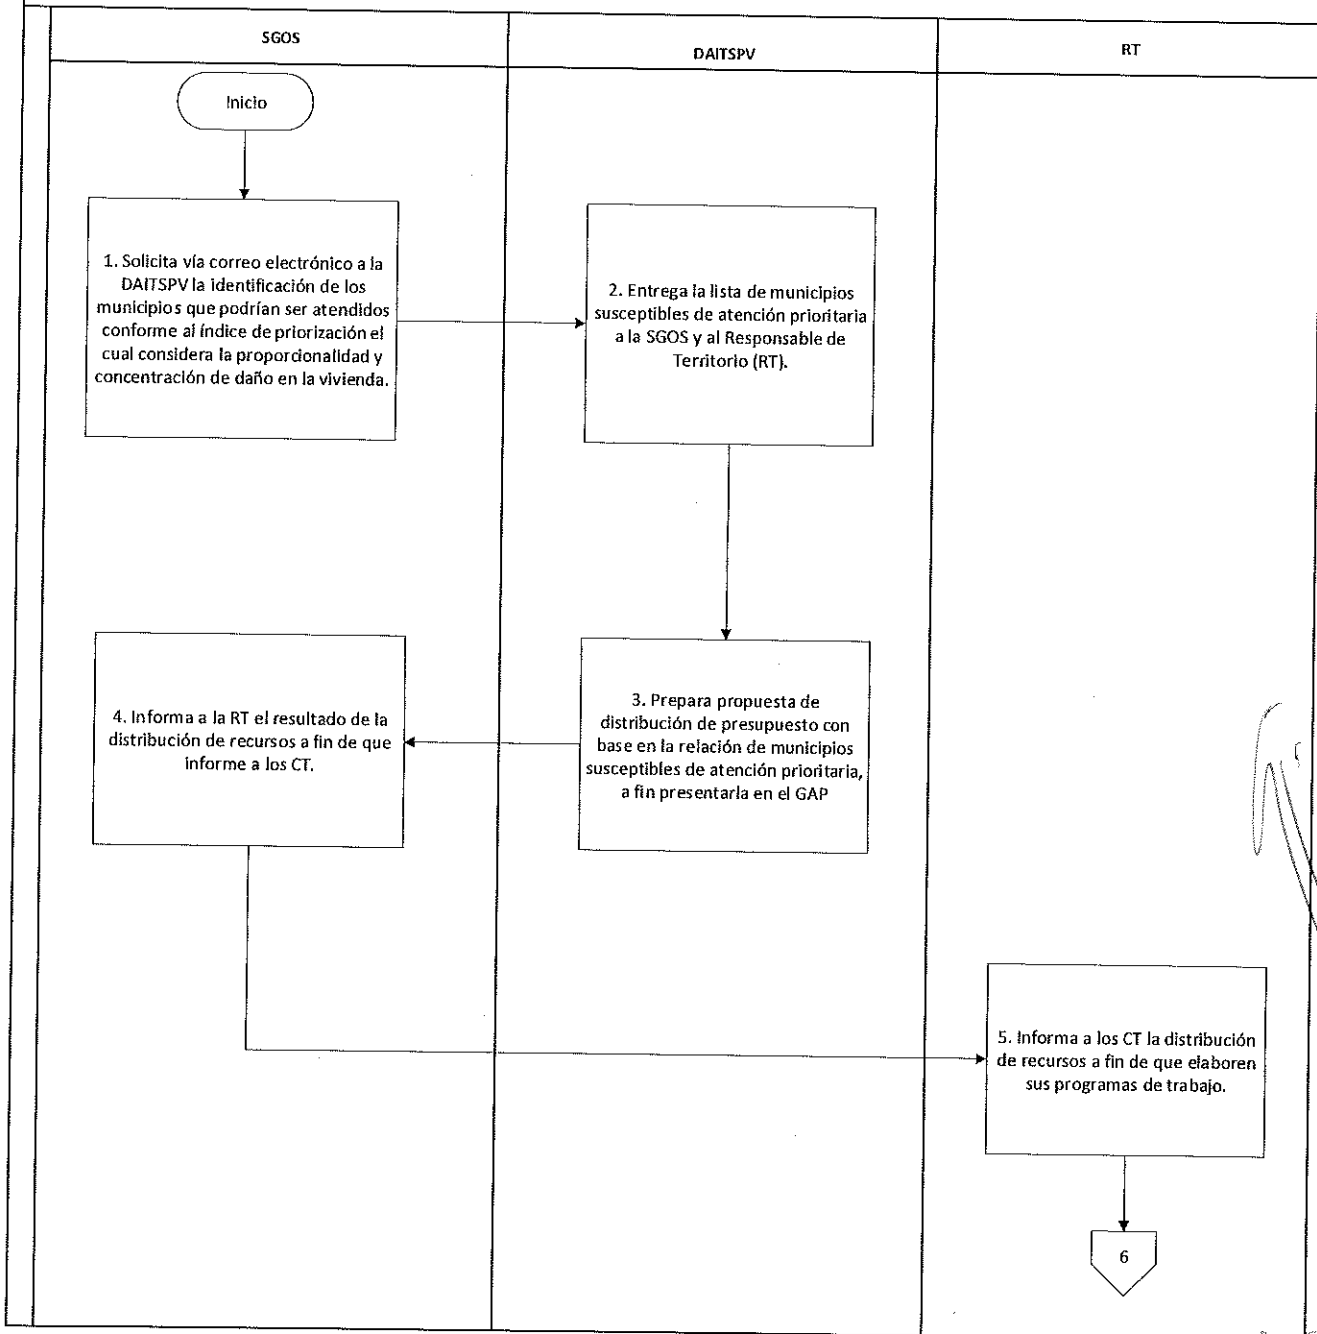 SGOS
DAITSPV
RT
Inicio
1. Solicita vía correo electrónico a la
DAITSPV la identificación de los
municipios que podrían ser atendidos
conforme al índice de priorización el
cual considera la proporcionalidad y
concentración de daño en la vivienda.
2. Entrega la lista de municipios
susceptibles de atención prioritaria
a la SGOS y al Responsable de
Territorio (RT).
3. Prepara propuesta de
distribución de presupuesto con
base en la relación de municipios
susceptibles de atención prioritaria,
a fin presentarla en el GAP
4. Informa a la RT el resultado de la
distribución de recursos a fin de que
informe a los CT.
5. Informa a los CT la distribución
de recursos a fin de que elaboren
sus programas de trabajo.
6